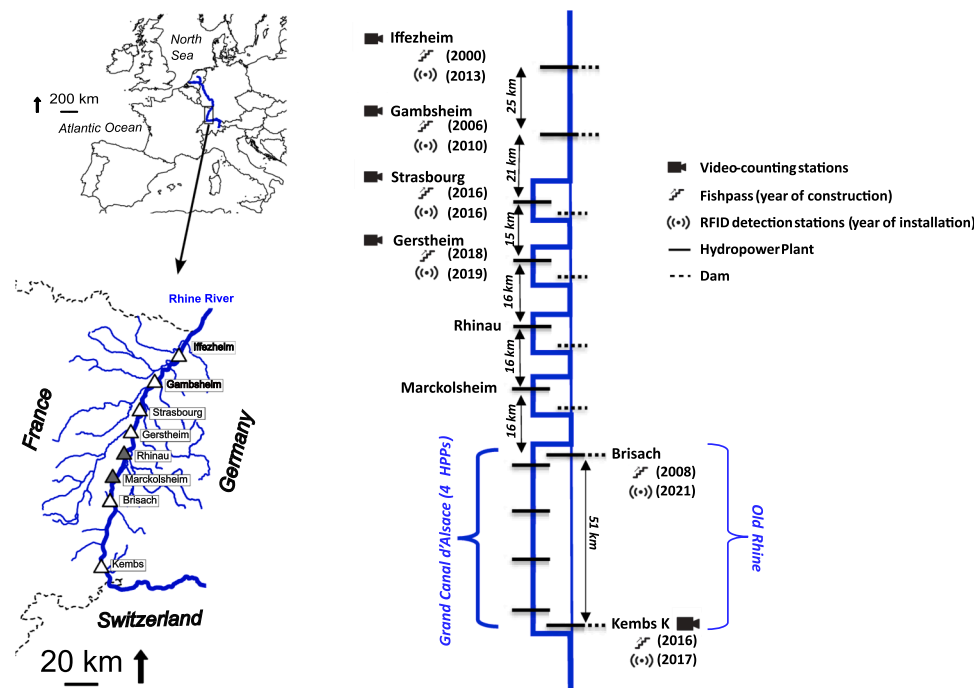 North
Sea
200 km
Atlantic Ocean
Rhine River
Iffezheim
Gambsheim
Strasbourg
Gerstheim
Rhinau
Marckolsheim
Brisach
Kembs
France
Germany
Switzerland
20 km
Iffezheim
(2000)
(2013)
Gambsheim
(2006)
(2010)
Strasbourg
(2016)
(2016)
Gerstheim
(2018)
(2019)
Rhinau
Marckolsheim
25 km
21 km
15 km
16 km
16 km
16 km
Grand Canal d'Alsace (4 HPPs)
51 km
Brisach
(2008)
(2021)
Old Rhine
Kembs K
(2016)
(2017)
Video-counting stations
Fishpass (year of construction)
RFID detection stations (year of installation)
Hydropower Plant
Dam